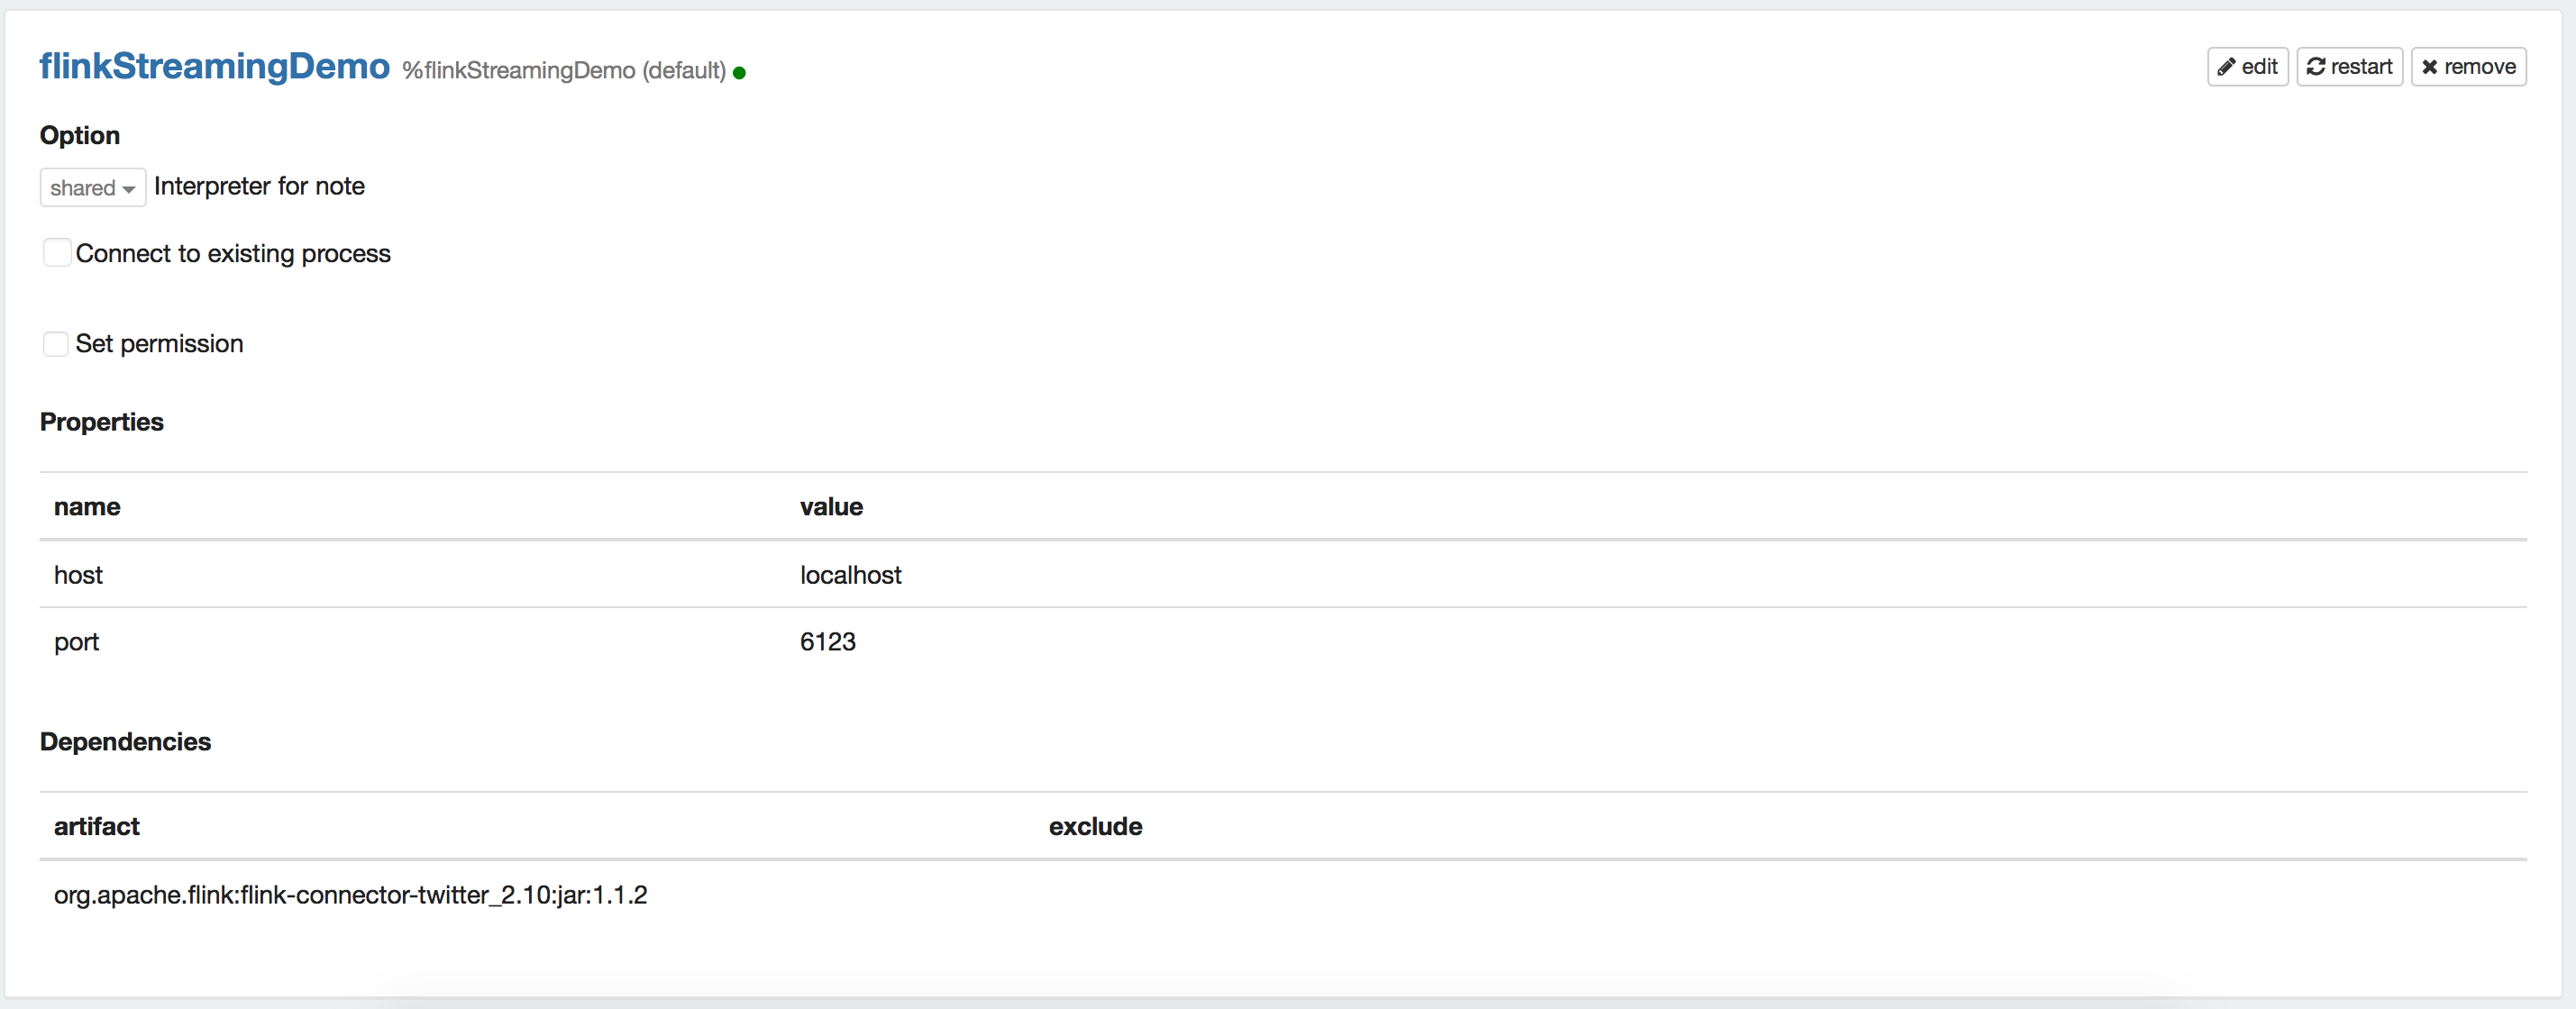 flinkStreamingDemo %flinkStreamingDemo (default)
edit restart remove
Option
shared Interpreter for note
Connect to existing process
Set permission
Properties
name value
host localhost
port 6123
Dependencies
artifact exclude
org.apache.flink:flink-connector-twitter_2.10:jar:1.1.2